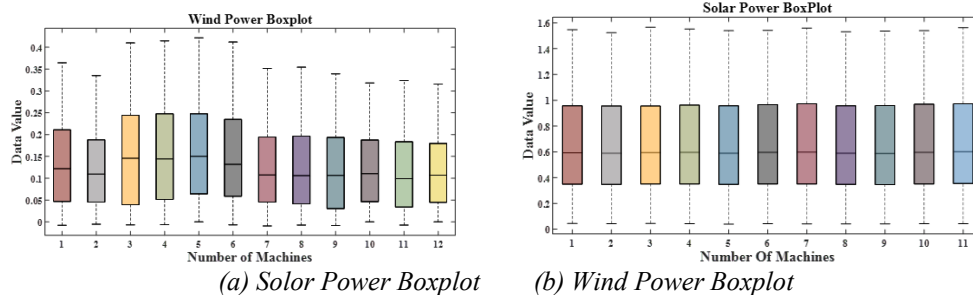 Wind Power Boxplot
Data Value
0.4
0.35
0.3
0.25
0.2
0.15
0.1
0.05
0
1 2 3 4 5 6 7 8 9 10 11 12
Number of Machines
Solar Power BoxPlot
Data Value
1.6
1.4
1.2
1
0.8
0.6
0.4
0.2
0
1 2 3 4 5 6 7 8 9 10 11
Number Of Machines
(a) Solor Power Boxplot (b) Wind Power Boxplot